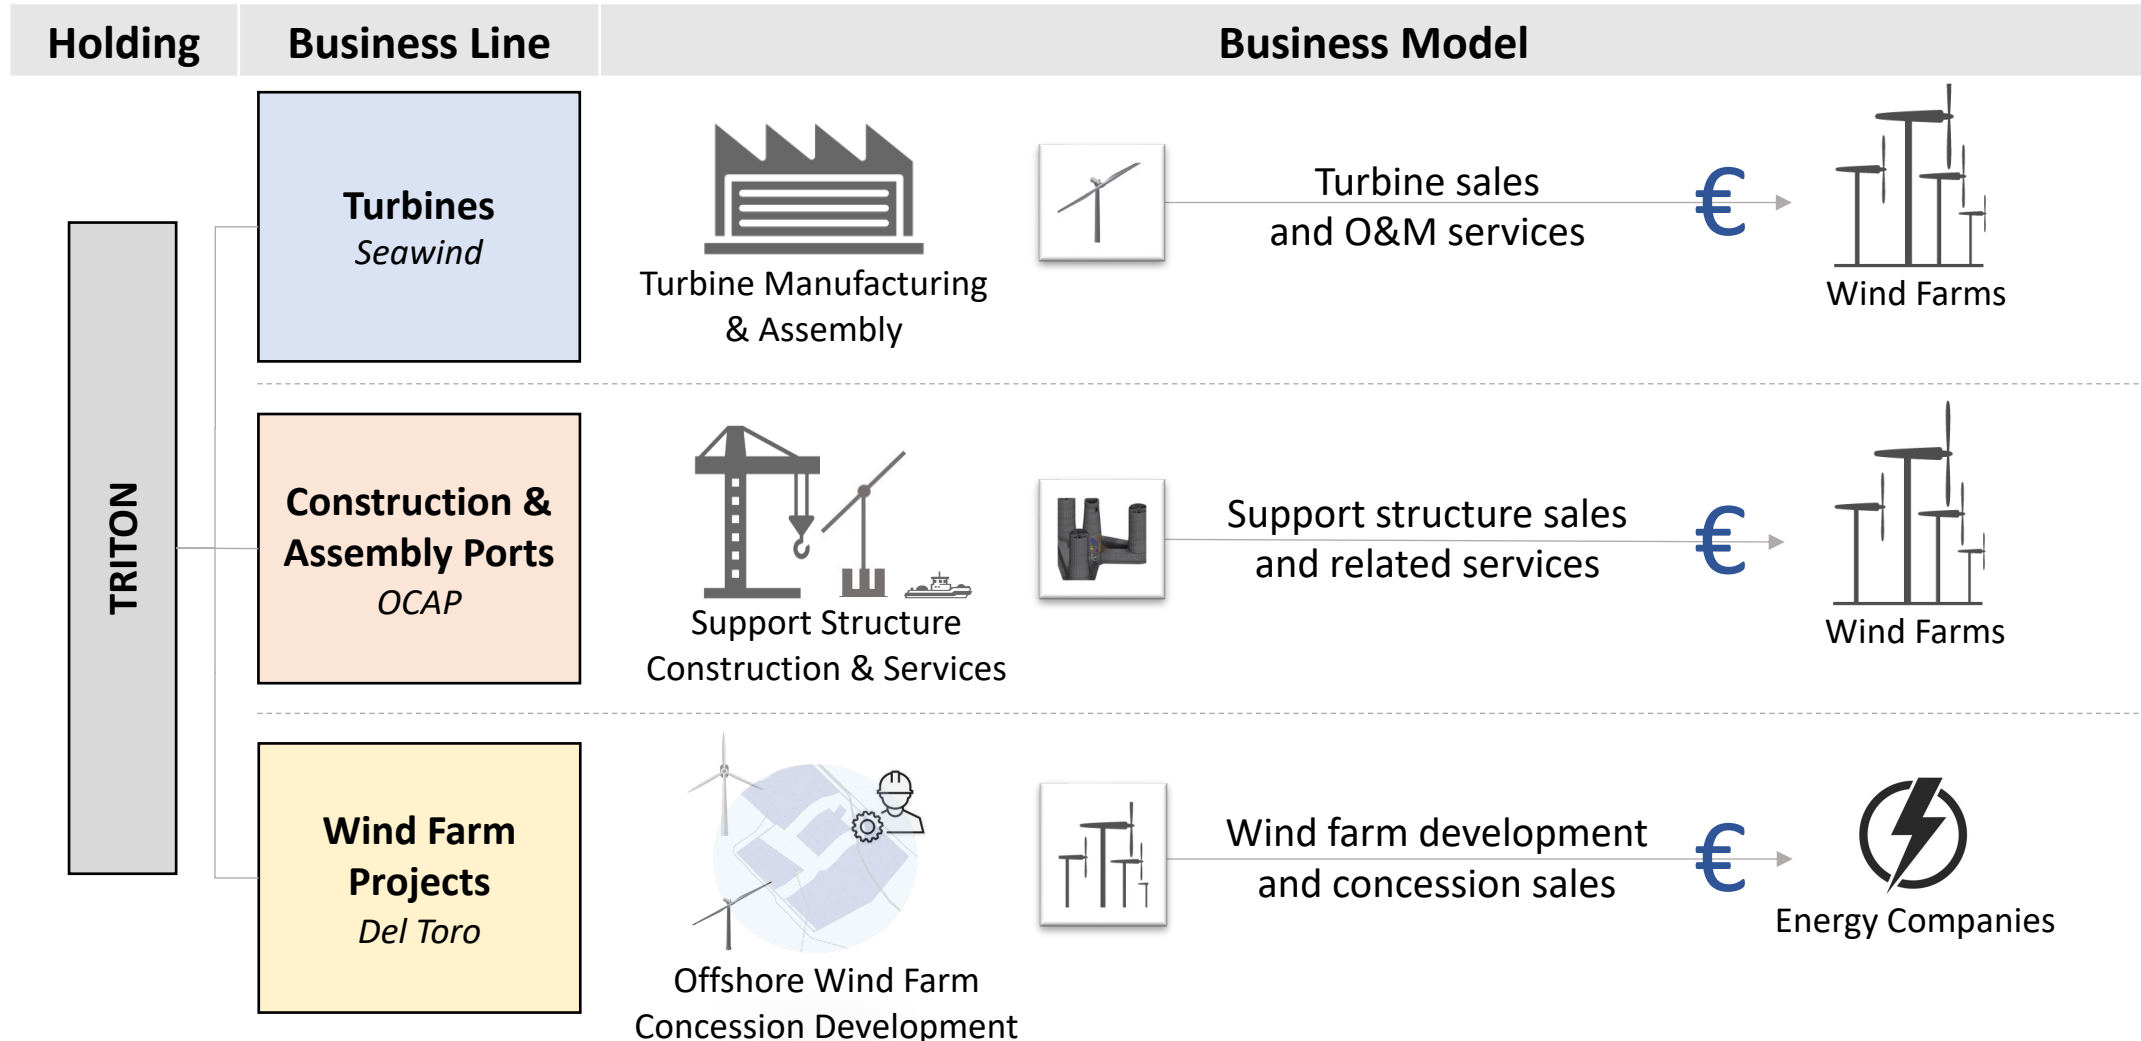 Holding
Business Line
Business Model
TRITON
Turbines
Seawind
Turbine Manufacturing
& Assembly
Turbine sales
and O&M services
€
Wind Farms
Construction &
Assembly Ports
OCAP
Support Structure
Construction & Services
Support structure sales
and related services
€
Wind Farms
Wind Farm
Projects
Del Toro
Offshore Wind Farm
Concession Development
Wind farm development
and concession sales
€
Energy Companies